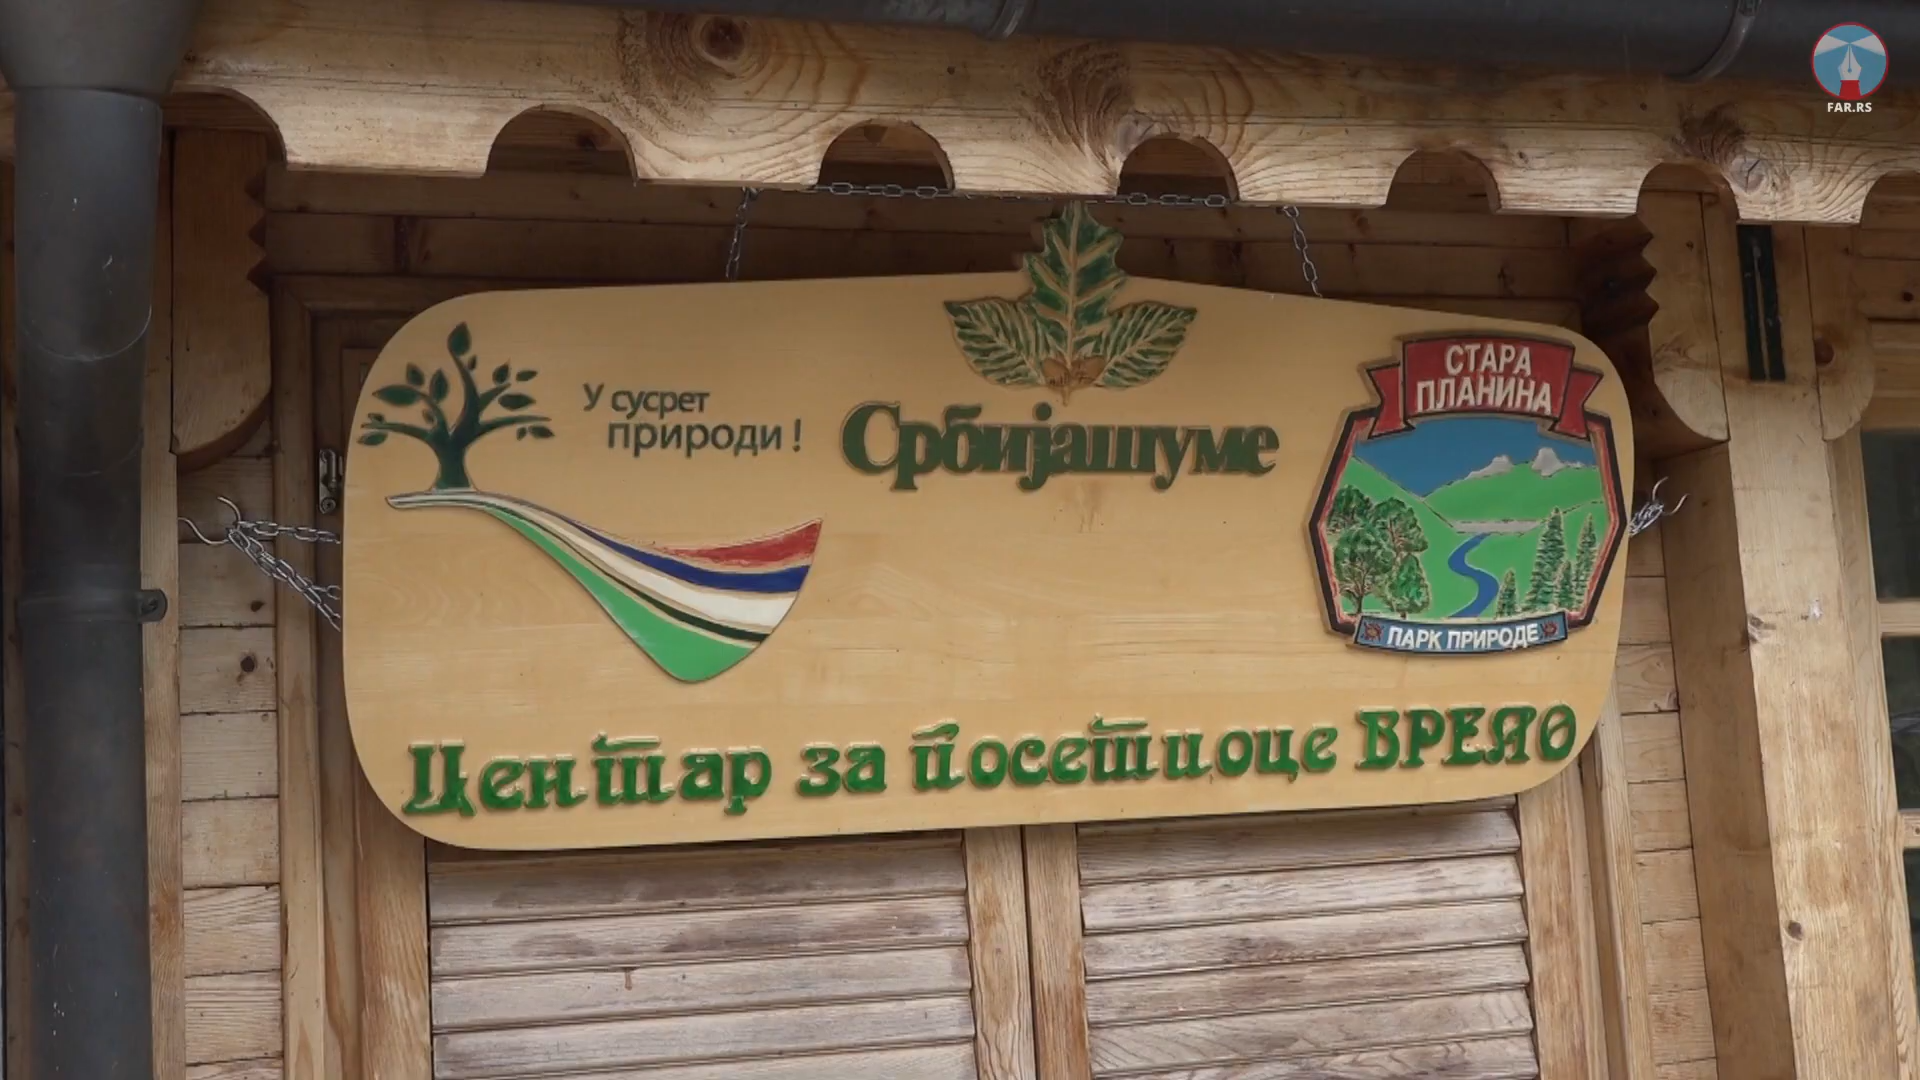 FAR.RS
У сусрет
природи!
Србијашуме
СТАРА
ПЛАНИНА
ПАРК ПРИРОДЕ
Центар за посетиоце ВРЕЛО